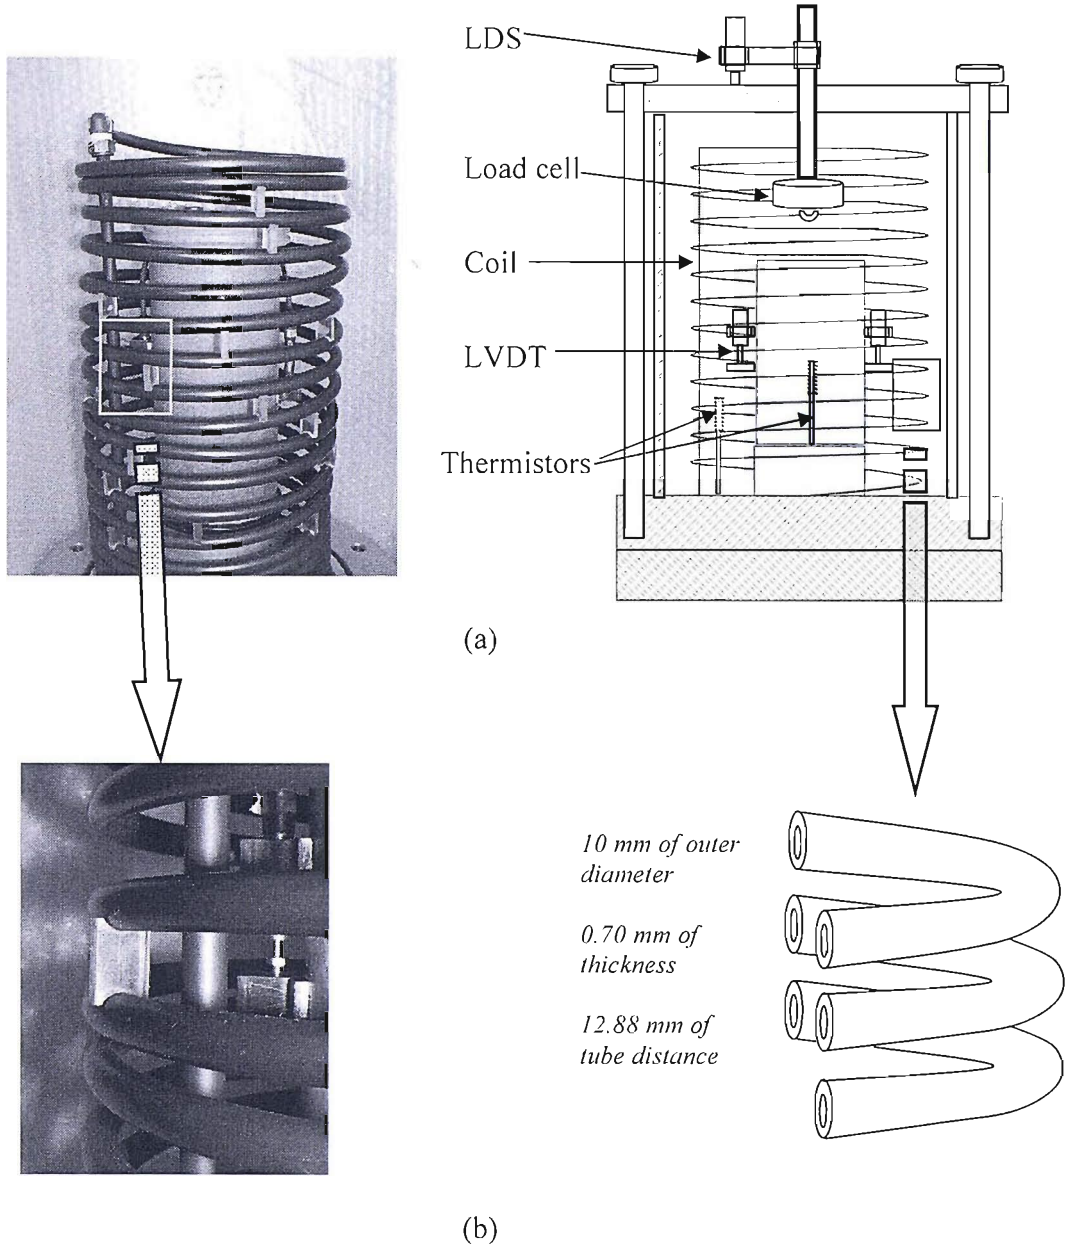 LDS
Load cell
Coil
LVDT
Thermistors
(a)
10 mm of outer
diameter
0.70 mm of
thickness
12.88 mm of
tube distance
(b)